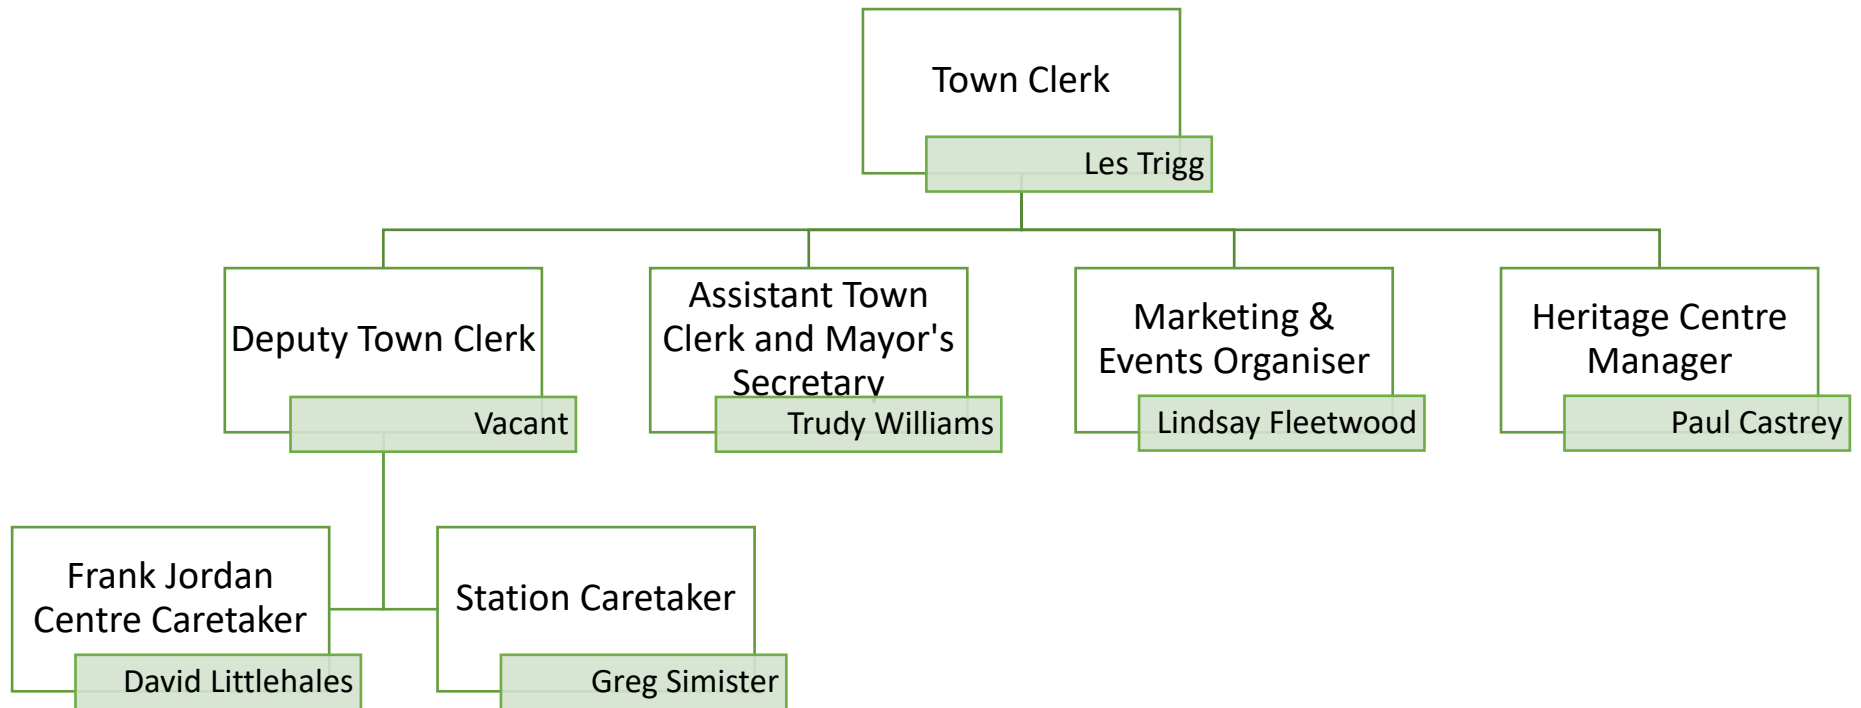 Town Clerk
Les Trigg
Deputy Town Clerk
Vacant
Assistant Town
Clerk and Mayor's
Secretary
Trudy Williams
Marketing &
Events Organiser
Lindsay Fleetwood
Heritage Centre
Manager
Paul Castrey
Frank Jordan
Centre Caretaker
David Littlehales
Station Caretaker
Greg Simister